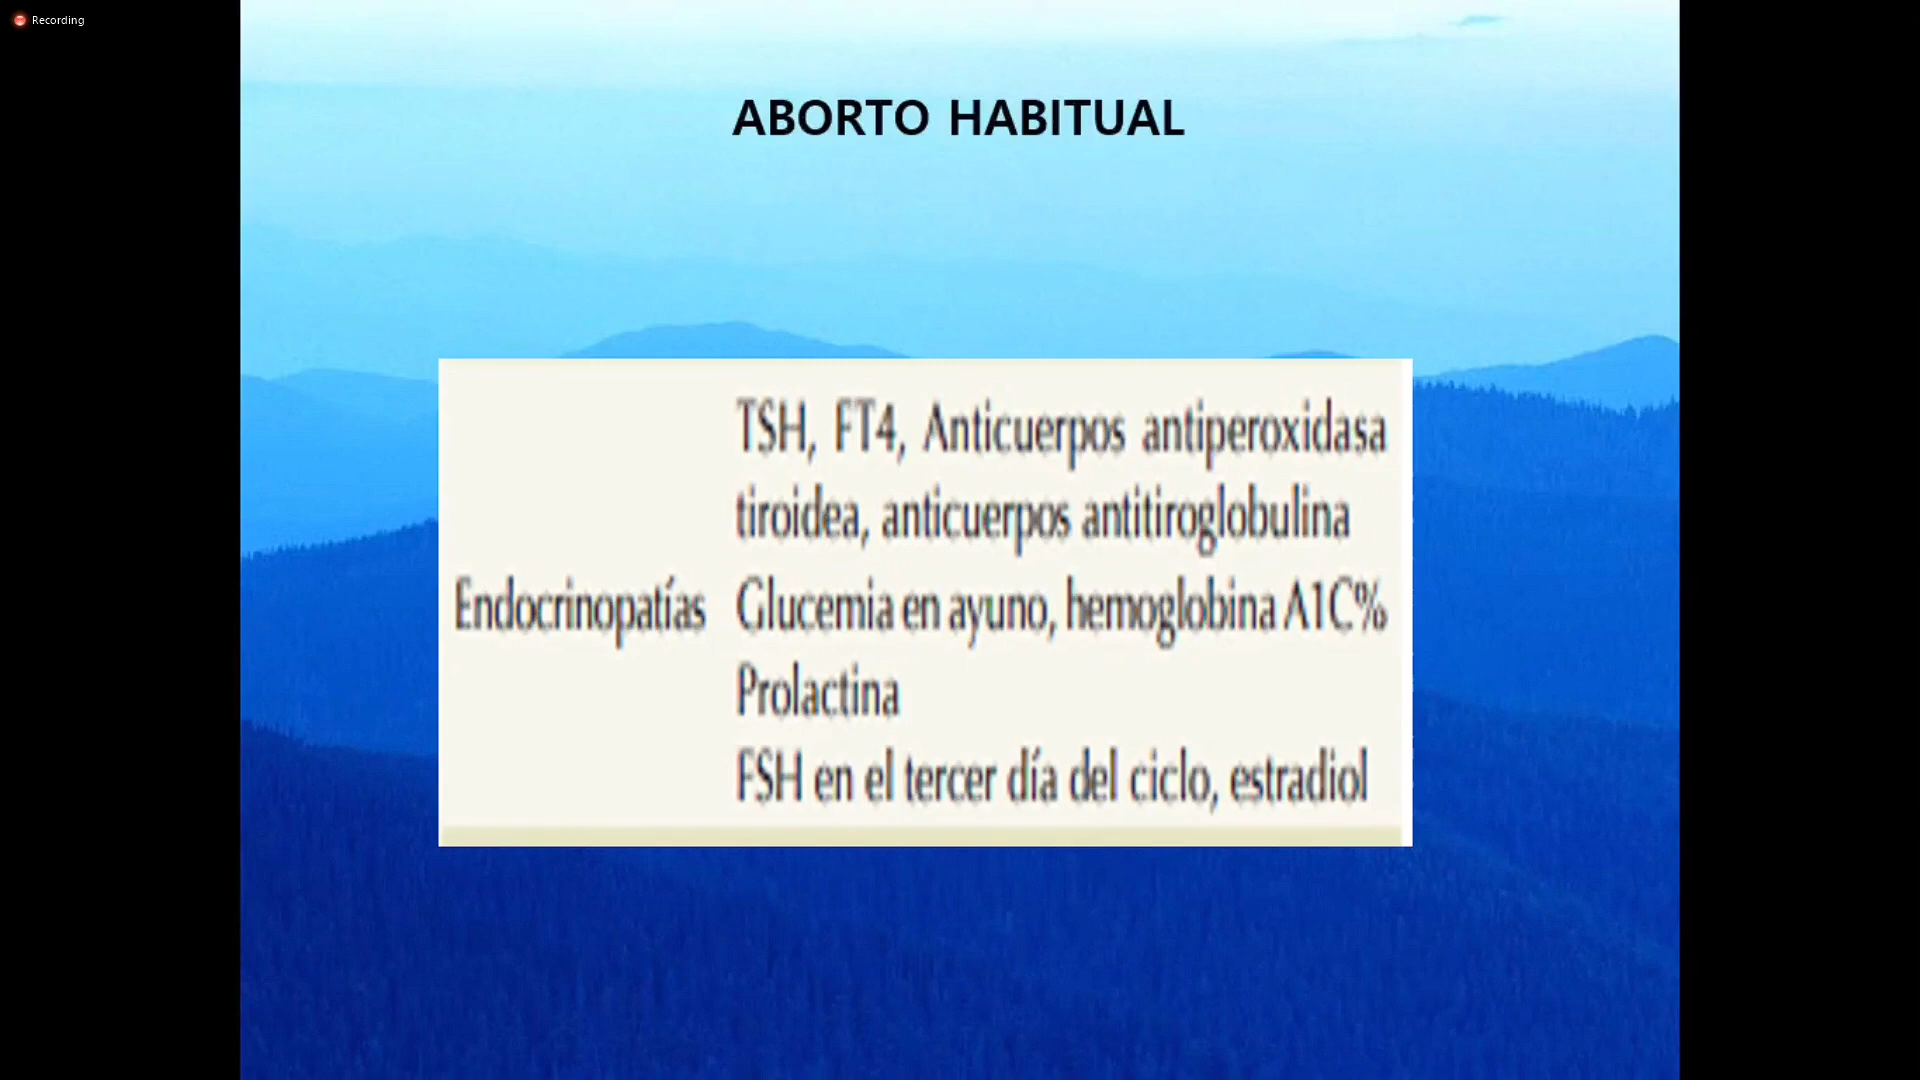 Recording
ABORTO HABITUAL
TSH, FT4, Anticuerpos antiperoxidasa
tiroidea, anticuerpos antitiroglobulina
Endocrinopatías Glucemia en ayuno, hemoglobina A1C%
Prolactina
FSH en el tercer día del ciclo, estradiol